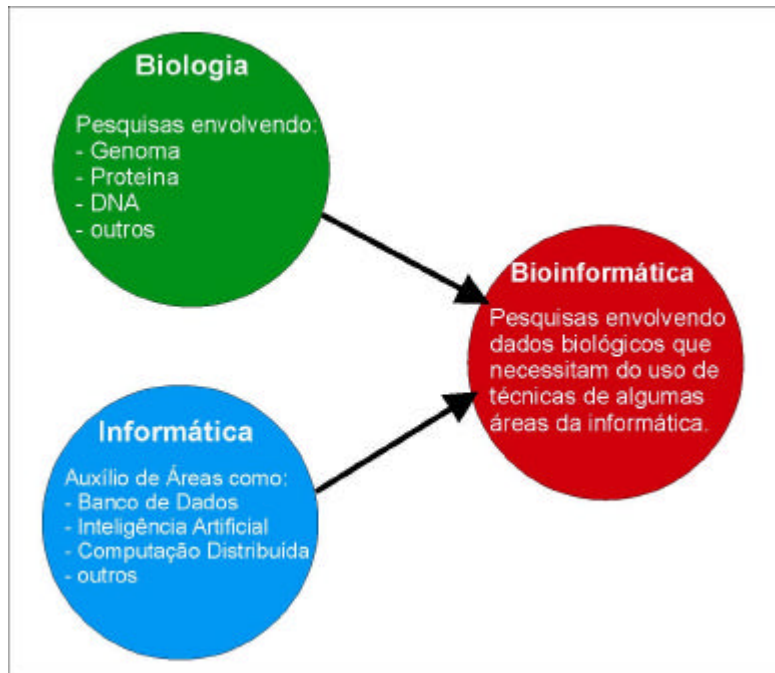 Biologia
Pesquisas envolvendo:
- Genoma
- Proteína
- DNA
- outros
Informática
Auxílio de Áreas como:
- Banco de Dados
- Inteligência Artificial
- Computação Distribuída
- outros
Bioinformática
Pesquisas envolvendo
dados biológicos que
necessitam do uso de
técnicas de algumas
áreas da informática.